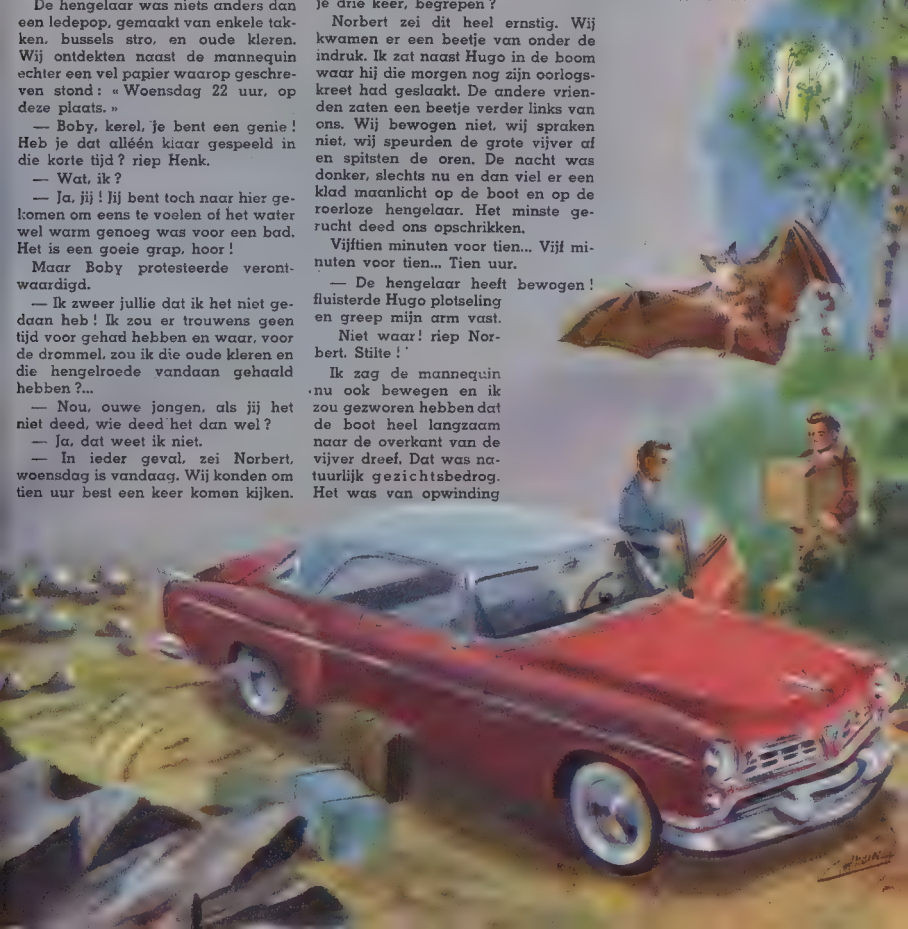 De hengelaar was niets anders dan
een ledepop, gemaakt van enkele tak-
ken, bussels stro, en oude kleren.
Wij ontdekten naast de mannequin
echter een vel papier waarop geschre-
ven stond : « Woensdag 22 uur, op
deze plaats. »
— Boby, kerel, je bent een genie !
Heb je dat alléén klaar gespeeld in
die korte tijd ? riep Henk.
— Wat, ik ?
— Ja, jij ! Jij bent toch naar hier ge-
komen om eens te voelen of het water
wel warm genoeg was voor een bad.
Het is een goeie grap, hoor !
Maar Boby protesteerde veront-
waardigd.
— Ik zweer jullie dat ik het niet ge-
daan heb ! Ik zou er trouwens geen
tijd voor gehad hebben en waar, voor
de drommel, zou ik die oude kleren en
die hengelroede vandaan gehaald
hebben ?...
— Nou, ouwe jongen, als jij het
niet deed, wie deed het dan wel ?
— Ja, dat weet ik niet.
— In ieder geval, zei Norbert,
woensdag is vandaag. Wij konden om
tien uur best een keer komen kijken.
je drie keer, begrepen ?
Norbert zei dit heel ernstig. Wij
kwamen er een beetje van onder de
indruk. Ik zat naast Hugo in de boom
waar hij die morgen nog zijn oorlogs-
kreet had geslaakt. De andere vrien-
den zaten een beetje verder links van
ons. Wij bewogen niet, wij spraken
niet, wij speurden de grote vijver af
en spitsten de oren. De nacht was
donker, slechts nu en dan viel er een
klad maanlicht op de boot en op de
roerloze hengelaar. Het minste ge-
rucht deed ons opschrikken.
Vijftien minuten voor tien... Vijf mi-
nuten voor tien... Tien uur.
— De hengelaar heeft bewogen !
fluisterde Hugo plotseling
en greep mijn arm vast.
Niet waar! riep Nor-
bert. Stilte !
Ik zag de mannequin
nu ook bewegen en ik
zou gezworen hebben dat
de boot heel langzaam
naar de overkant van de
vijver dreef. Dat was na-
tuurlijk gezichtsbedrog.
Het was van opwinding